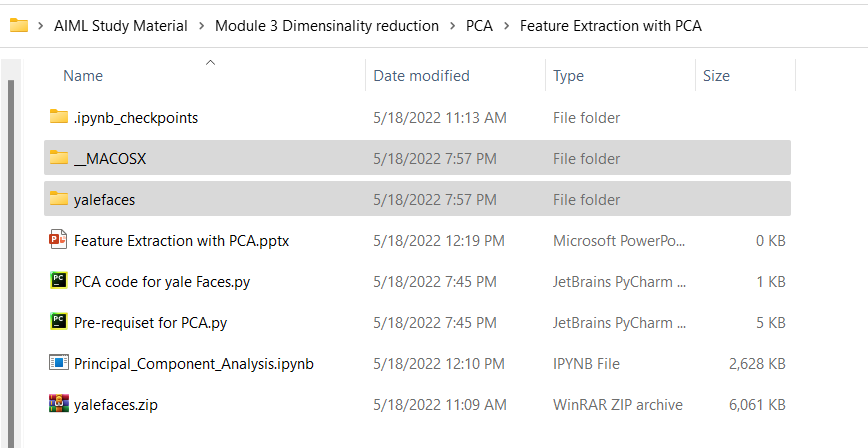 AIML Study Material > Module 3 Dimensinality reduction > PCA > Feature Extraction with PCA
Name Date modified Type Size
.ipynb_checkpoints 5/18/2022 11:13 AM File folder
__MACOSX 5/18/2022 7:57 PM File folder
yalefaces 5/18/2022 7:57 PM File folder
Feature Extraction with PCA.pptx 5/18/2022 12:19 PM Microsoft PowerPo... 0 KB
PCA code for yale Faces.py 5/18/2022 7:45 PM JetBrains PyCharm ... 1 KB
Pre-requiset for PCA.py 5/18/2022 7:45 PM JetBrains PyCharm ... 5 KB
Principal_Component_Analysis.ipynb 5/18/2022 12:10 PM IPYNB File 2,628 KB
yalefaces.zip 5/18/2022 11:09 AM WinRAR ZIP archive 6,061 KB